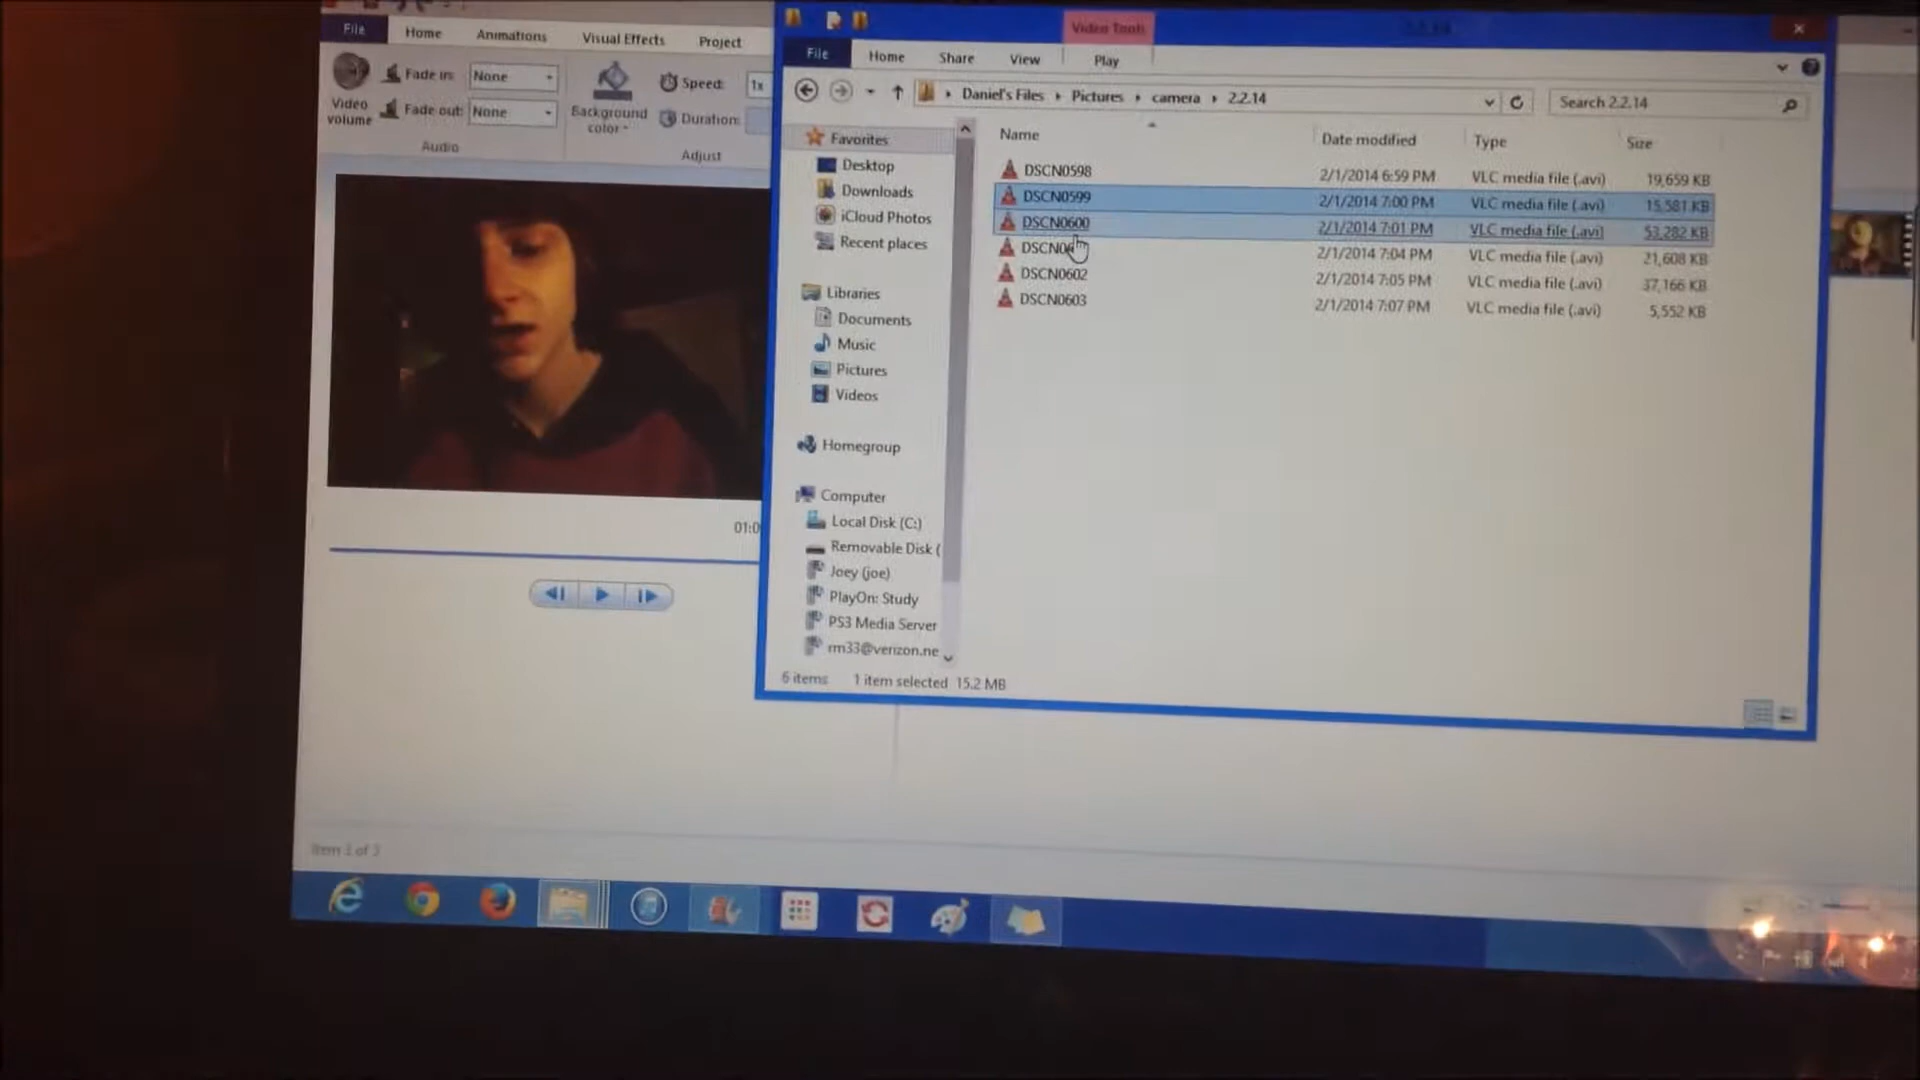 File Home Animations Visual Effects Project
Video volume
Fade in: None
Fade out: None
Audio
Background color
Speed: 1x
Duration:
Adjust
Item 2 of 3
Video Tools
File Home Share View Play
Daniel's Files Pictures camera 2.2.14
Search 2.2.14
Name Date modified Type Size
DSCN0598 2/1/2014 6:59 PM VLC media file (.avi) 19,659 KB
DSCN0599 2/1/2014 7:00 PM VLC media file (.avi) 15,581 KB
DSCN0600 2/1/2014 7:01 PM VLC media file (.avi) 53,282 KB
2/1/2014 7:04 PM VLC media file (.avi) 21,608 KB
DSCN0602 2/1/2014 7:05 PM VLC media file (.avi) 37,166 KB
DSCN0603 2/1/2014 7:07 PM VLC media file (.avi) 5,552 KB
Favorites
Desktop
Downloads
iCloud Photos
Recent places
Libraries
Documents
Music
Pictures
Videos
Homegroup
Computer
Local Disk (C:)
Removable Disk (
Joey (joe)
PlayOn: Study
PS3 Media Server
rm33@verizon.ne
6 items 1 item selected 15.2 MB